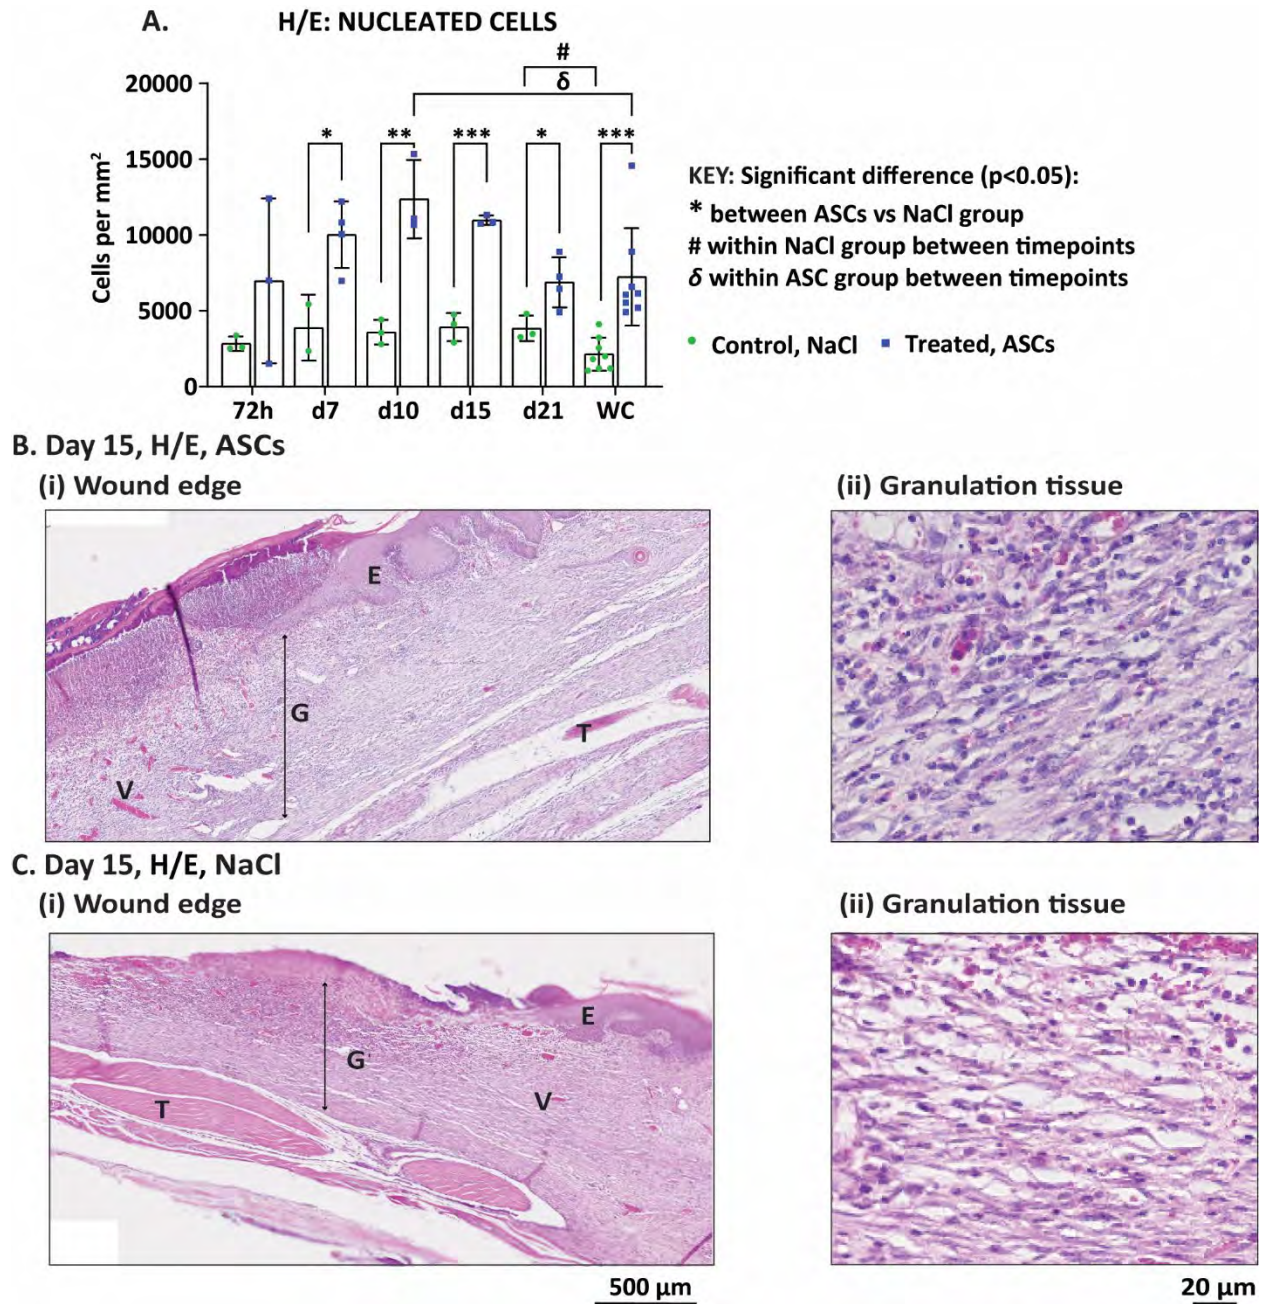 A. H/E: NUCLEATED CELLS
#
δ
* ** *** * ***
20000
15000
10000
5000
0
Cells per mm²
72h d7 d10 d15 d21 WC
KEY: Significant difference (p<0.05):
* between ASCs vs NaCl group
# within NaCl group between timepoints
δ within ASC group between timepoints
Control, NaCl Treated, ASCs
B. Day 15, H/E, ASCs
(i) Wound edge
(ii) Granulation tissue
E
G
T
V
C. Day 15, H/E, NaCl
(i) Wound edge
(ii) Granulation tissue
E
G
V
T
500 µm
20 µm